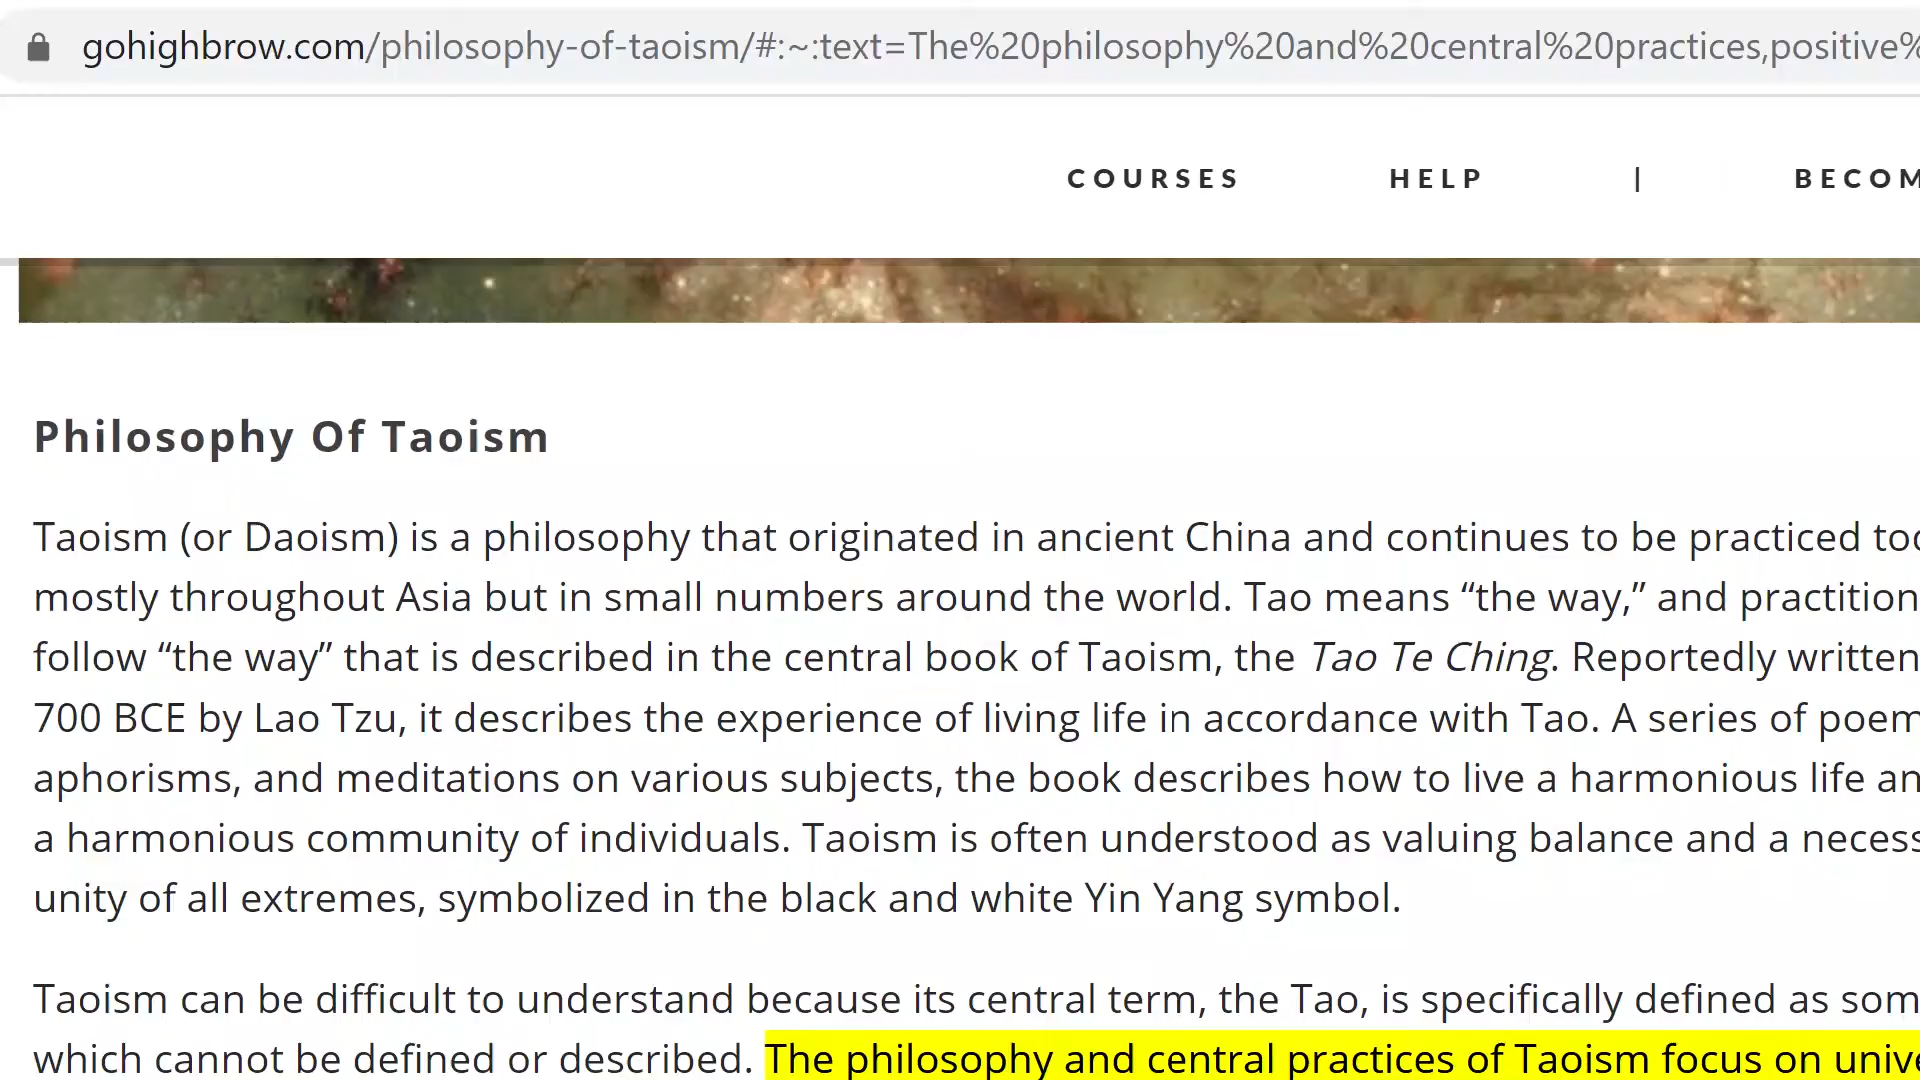 gohighbrow.com/philosophy-of-taoism/#:~:text=The%20philosophy%20and%20central%20practices,positive%
COURSES HELP | BECOM
Philosophy Of Taoism
Taoism (or Daoism) is a philosophy that originated in ancient China and continues to be practiced
mostly throughout Asia but in small numbers around the world. Tao means “the way,” and practition
follow “the way” that is described in the central book of Taoism, the Tao Te Ching. Reportedly written
700 BCE by Lao Tzu, it describes the experience of living life in accordance with Tao. A series of poem
aphorisms, and meditations on various subjects, the book describes how to live a harmonious life an
a harmonious community of individuals. Taoism is often understood as valuing balance and a necess
unity of all extremes, symbolized in the black and white Yin Yang symbol.
Taoism can be difficult to understand because its central term, the Tao, is specifically defined as som
which cannot be defined or described. The philosophy and central practices of Taoism focus on unive